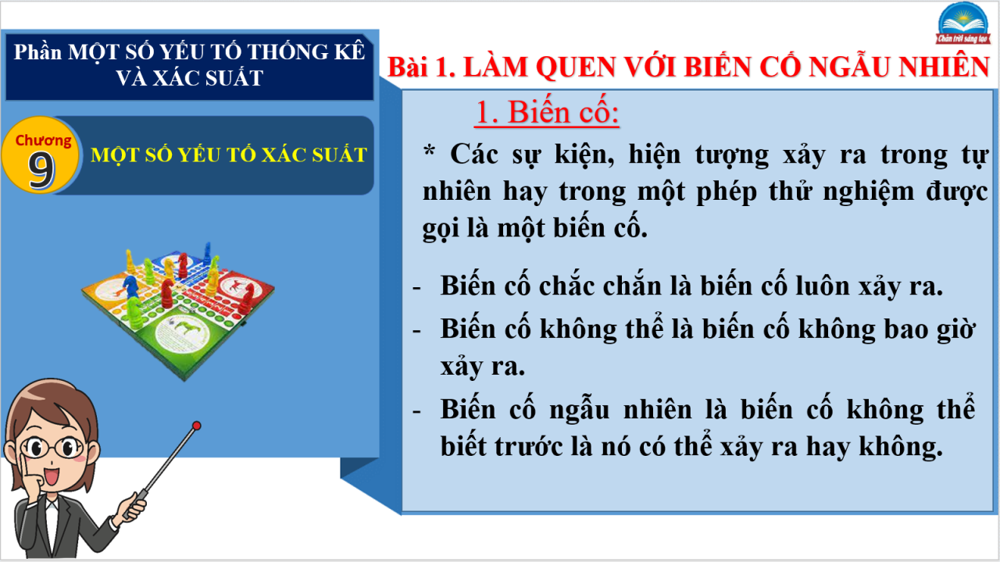 Chân trời sáng tạo
Phần MỘT SỐ YẾU TỐ THỐNG KÊ
VÀ XÁC SUẤT
Bài 1. LÀM QUEN VỚI BIẾN CỐ NGẪU NHIÊN
Chương
9
MỘT SỐ YẾU TỐ XÁC SUẤT
1. Biến cố:
* Các sự kiện, hiện tượng xảy ra trong tự
nhiên hay trong một phép thử nghiệm được
gọi là một biến cố.
- Biến cố chắc chắn là biến cố luôn xảy ra.
- Biến cố không thể là biến cố không bao giờ
xảy ra.
- Biến cố ngẫu nhiên là biến cố không thể
biết trước là nó có thể xảy ra hay không.